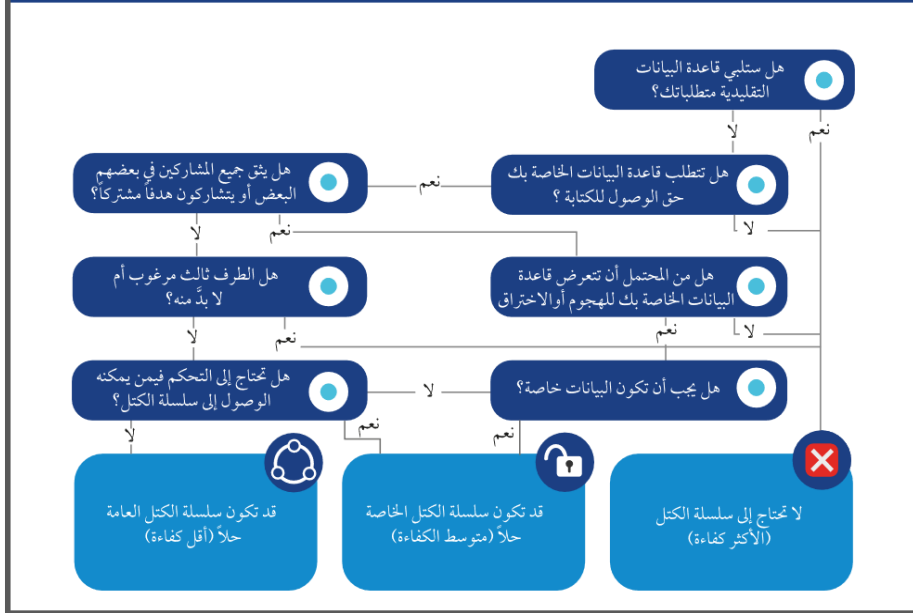 هل ستلبي قاعدة البيانات
التقليدية متطلباتك؟
نعم
لا
هل تتطلب قاعدة البيانات الخاصة بك
حق الوصول للكتابة ؟
نعم
لا
هل يثق جميع المشاركين في بعضهم
البعض أو يتشاركون هدفاً مشتركاً؟
نعم
لا
هل من المحتمل أن تتعرض قاعدة
البيانات الخاصة بك للهجوم أوالاختراق
لا
نعم
هل الطرف ثالث مرغوب أم
لا بدَّ منه؟
نعم
لا
هل يجب أن تكون البيانات خاصة؟
لا
نعم
هل تحتاج إلى التحكم فيمن يمكنه
الوصول إلى سلسلة الكتل؟
نعم
لا
لا تحتاج إلى سلسلة الكتل
(الأكثر كفاءة)
قد تكون سلسلة الكتل الخاصة
حلاً (متوسط الكفاءة)
قد تكون سلسلة الكتل العامة
حلاً (أقل كفاءة)